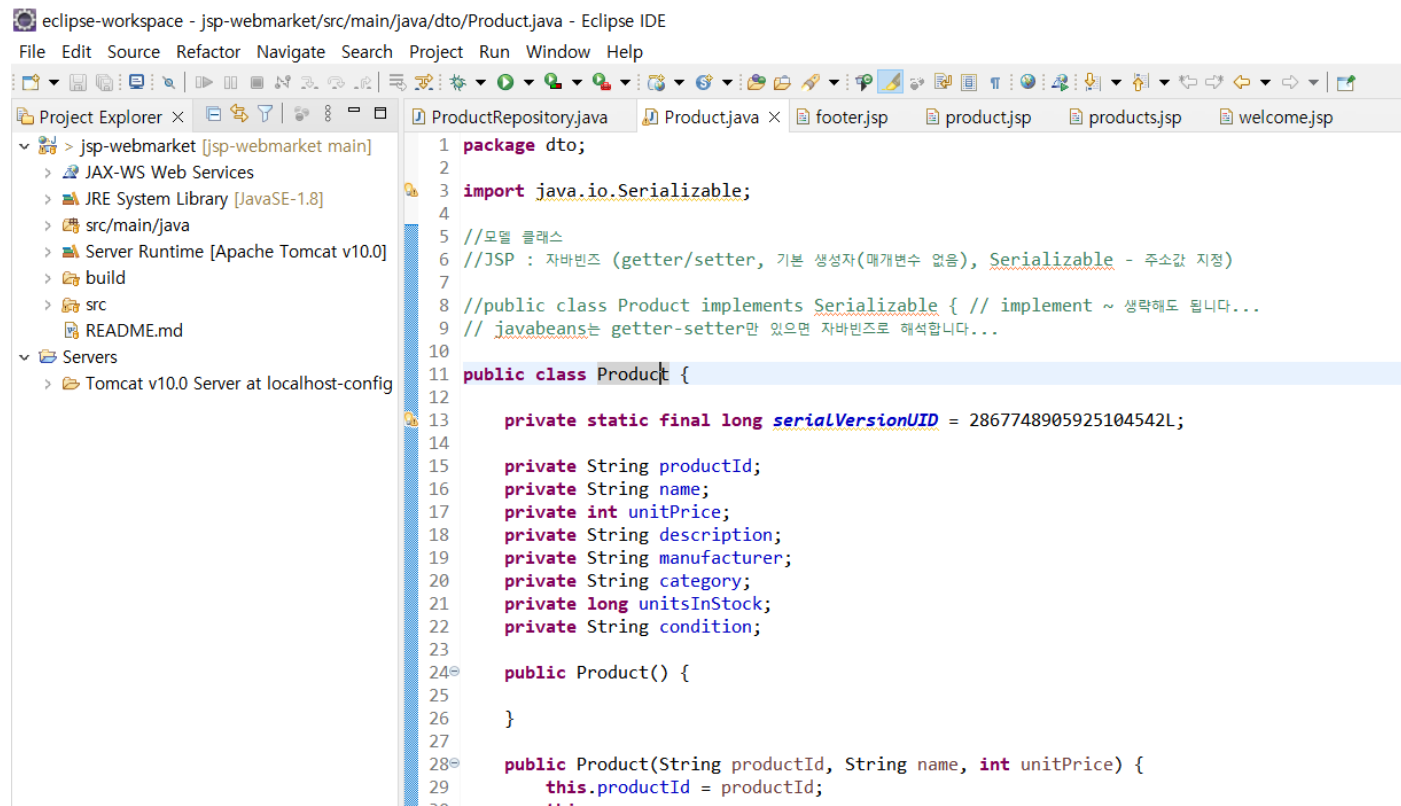 eclipse-workspace - jsp-webmarket/src/main/java/dto/Product.java - Eclipse IDE
File Edit Source Refactor Navigate Search Project Run Window Help
Project Explorer
jsp-webmarket [jsp-webmarket main]
JAX-WS Web Services
JRE System Library [JavaSE-1.8]
src/main/java
Server Runtime [Apache Tomcat v10.0]
build
src
README.md
Servers
Tomcat v10.0 Server at localhost-config
ProductRepository.java Product.java footer.jsp product.jsp products.jsp welcome.jsp
1 package dto;
2
3 import java.io.Serializable;
4
5 //모델 클래스
6 //JSP : 자바빈즈 (getter/setter, 기본 생성자(매개변수 없음), Serializable - 주소값 지정)
7
8 //public class Product implements Serializable { // implement ~ 생략해도 됩니다...
9 // javabeans는 getter-setter만 있으면 자바빈즈로 해석합니다...
10
11 public class Product {
12
13 private static final long serialVersionUID = 2867748905925104542L;
14
15 private String productId;
16 private String name;
17 private int unitPrice;
18 private String description;
19 private String manufacturer;
20 private String category;
21 private long unitsInStock;
22 private String condition;
23
24 public Product() {
25
26 }
27
28 public Product(String productId, String name, int unitPrice) {
29 this.productId = productId;